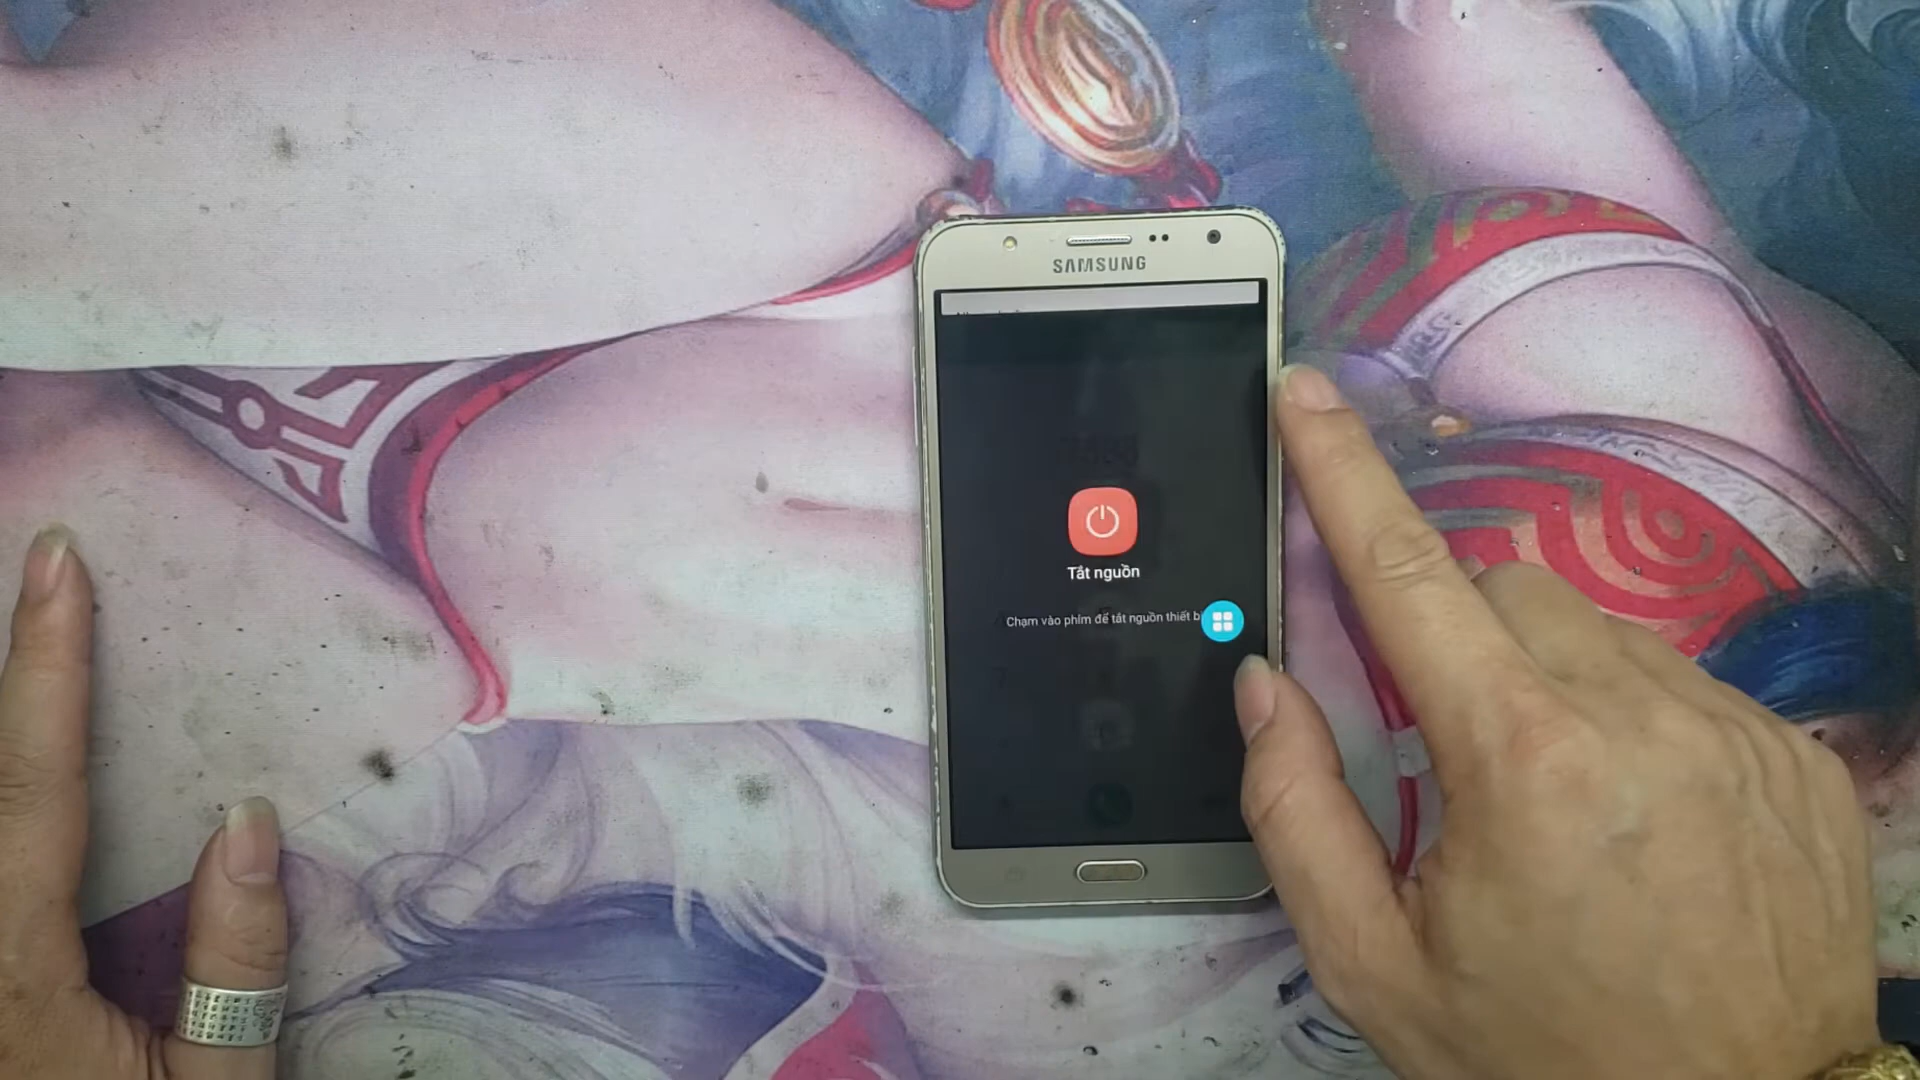 SAMSUNG
Tắt nguồn
Chạm vào phím để tắt nguồn thiết bị